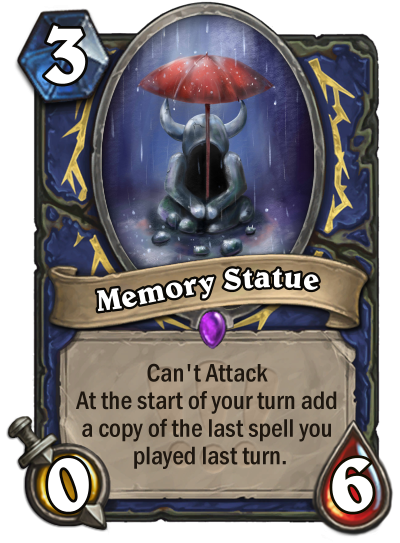 3
Memory Statue
Can't Attack
At the start of your turn add
a copy of the last spell you
played last turn.
0
6